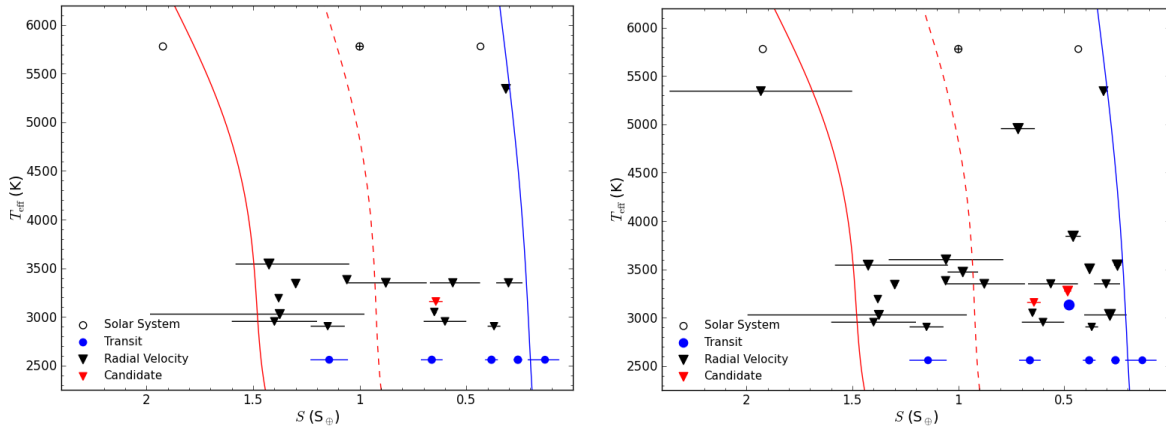 6000
5500
5000
4500
4000
3500
3000
2500
T_eff (K)
Solar System
Transit
Radial Velocity
Candidate
2
1.5
1
0.5
S (S⊕)
6000
5500
5000
4500
4000
3500
3000
2500
T_eff (K)
Solar System
Transit
Radial Velocity
Candidate
2
1.5
1
0.5
S (S⊕)